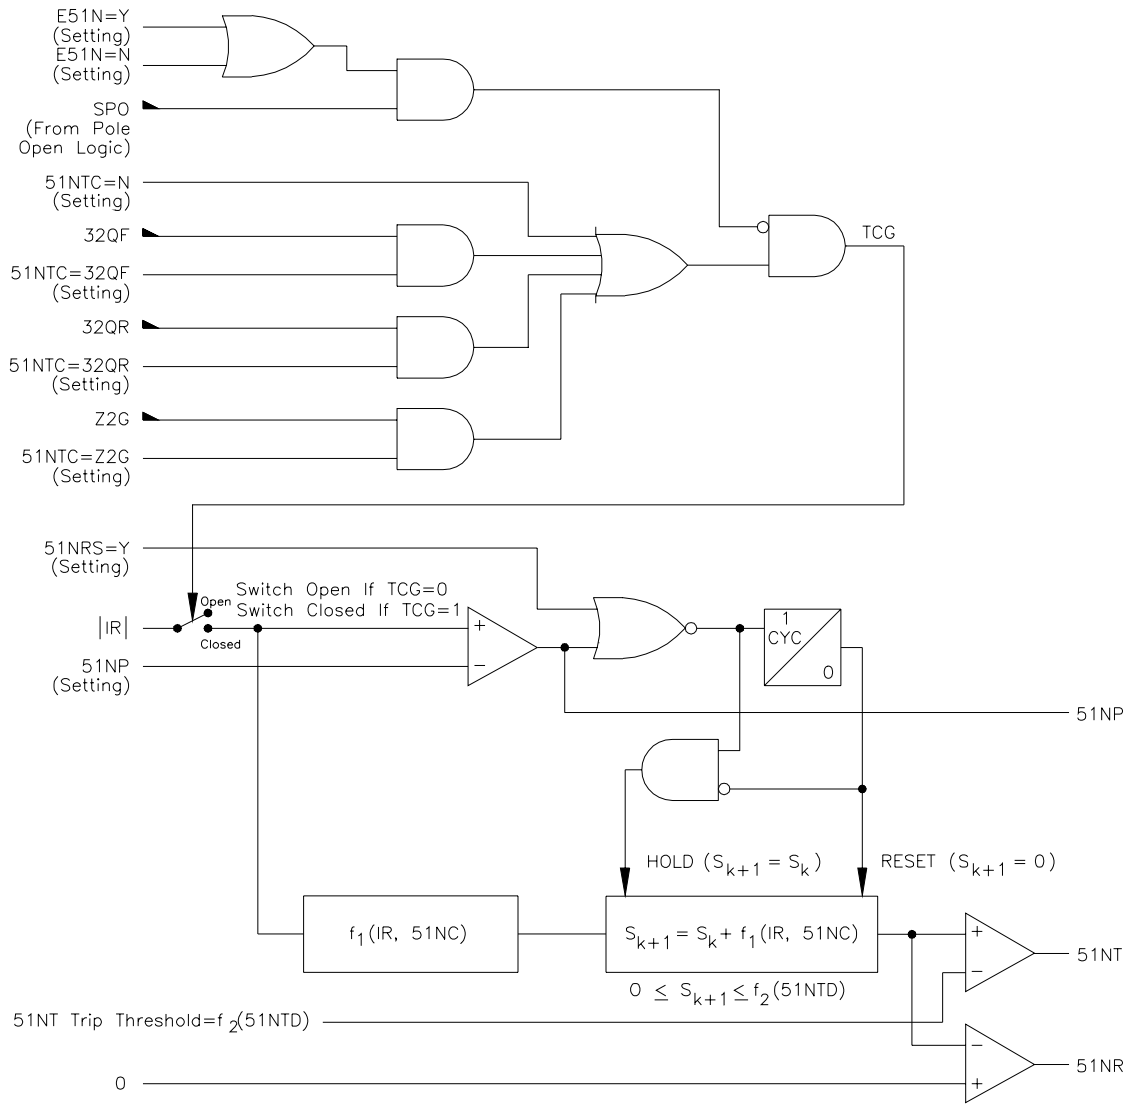 E51N=Y
(Setting)
E51N=N
(Setting)
SPO
(From Pole
Open Logic)
51NTC=N
(Setting)
32QF
51NTC=32QF
(Setting)
32QR
51NTC=32QR
(Setting)
Z2G
51NTC=Z2G
(Setting)
TCG
51NRS=Y
(Setting)
Switch Open If TCG=0
Switch Closed If TCG=1
Open
Closed
|IR|
51NP
(Setting)
+
−
1
CYC
0
51NP
HOLD (Sk+1 = Sk)
RESET (Sk+1 = 0)
f1(IR, 51NC)
Sk+1 = Sk + f1(IR, 51NC)
0 ≤ Sk+1 ≤ f2(51NTD)
+
−
51NT
51NT Trip Threshold=f2(51NTD)
−
+
51NR
0